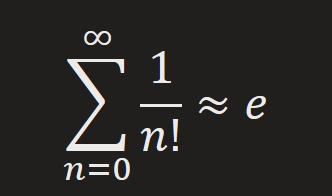 ∞
∑ 1/n! ≈ e
n=0